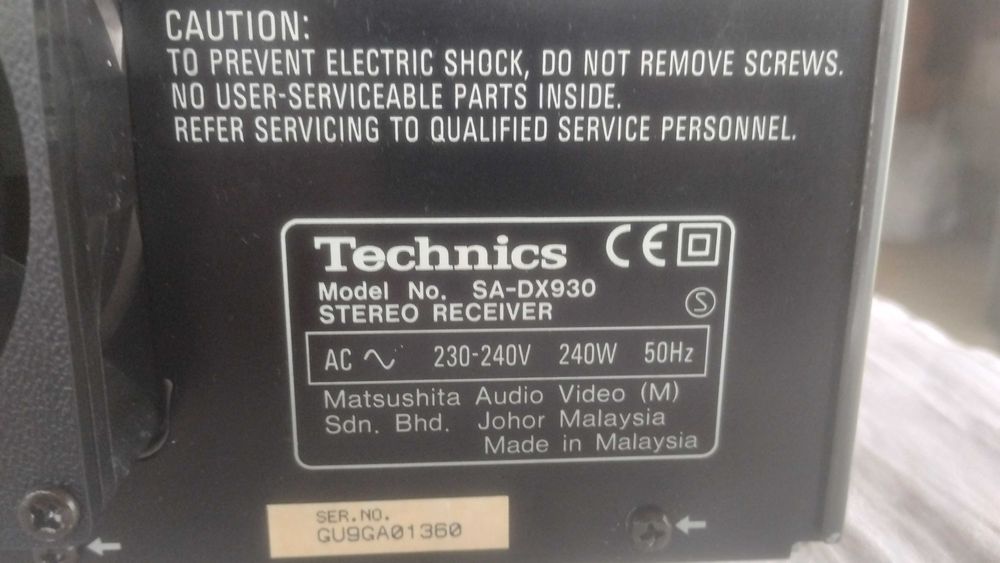 CAUTION:
TO PREVENT ELECTRIC SHOCK, DO NOT REMOVE SCREWS.
NO USER-SERVICEABLE PARTS INSIDE.
REFER SERVICING TO QUALIFIED SERVICE PERSONNEL.
Technics CE
Model No. SA-DX930
STEREO RECEIVER S
AC 230-240V 240W 50Hz
Matsushita Audio Video (M)
Sdn. Bhd. Johor Malaysia
Made in Malaysia
SER.NO.
GU9GA01360